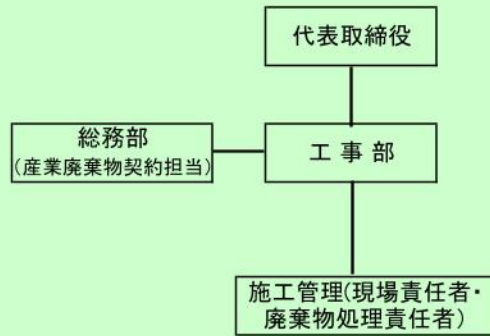 代表取締役
総務部
(産業廃棄物契約担当)
工 事 部
施工管理(現場責任者・
廃棄物処理責任者)